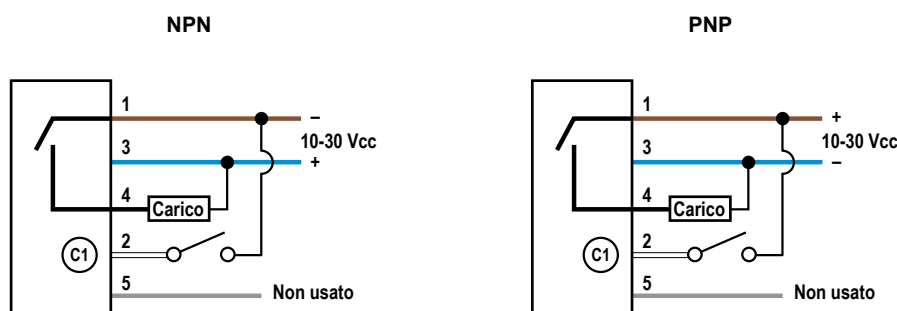 NPN
1
–
10-30 Vcc
3
+
4
Carico
C1
2
5
Non usato
PNP
1
+
10-30 Vcc
3
–
4
Carico
C1
2
5
Non usato